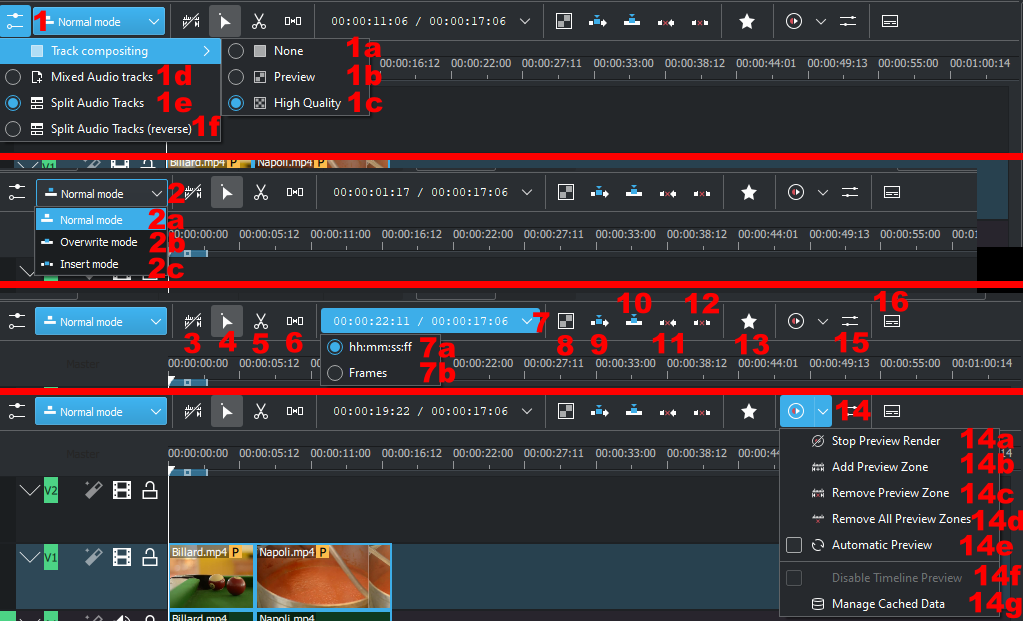 1 Normal mode 00:00:11:06 / 00:00:17:06
Track compositing None 1a
00:00:16:12 00:00:22:00 00:00:27:11 00:00:33:00 00:00:38:12 00:00:44:01 00:00:49:13 00:00:55:00 00:01:00:14
Mixed Audio tracks 1d Preview 1b
Split Audio Tracks 1e High Quality 1c
Split Audio Tracks (reverse) 1f
V1 Billard.mp4 P Napoli.mp4 P
Normal mode 2 00:00:01:17 / 00:00:17:06
Normal mode 2a
00:00:00:00 00:00:05:12 00:00:11:00 00:00:16:12 00:00:22:00 00:00:27:11 00:00:33:00 00:00:38:12 00:00:44:01 00:00:49:13 00:00:55:00 00:01
Overwrite mode 2b
Insert mode 2c
10 12 16
Normal mode 00:00:22:11 / 00:00:17:06 7
3 4 5 6 hh:mm:ss:ff 7a 8 9 11 13 15
Master 00:00:00:00 00:00:05:12 00:00:11:00 00:00:22:00 00:00:27:11 00:00:33:00 00:00:38:12 00:00:44:01 00:00:49:13 00:00:55:00 00:01:00:14
Frames 7b
Normal mode 00:00:19:22 / 00:00:17:06 14
Stop Preview Render 14a
Master 00:00:00:00 00:00:05:12 00:00:11:00 00:00:16:12 00:00:22:00 00:00:27:11 00:00:33:00 00:00:38:12 00:00:4 14
Add Preview Zone 14b
V2 Remove Preview Zone 14c
Remove All Preview Zones 14d
Automatic Preview 14e
V1 Billard.mp4 P Napoli.mp4 P
Disable Timeline Preview 14f
Manage Cached Data 14g
Billard.mp4 Napoli.mp4